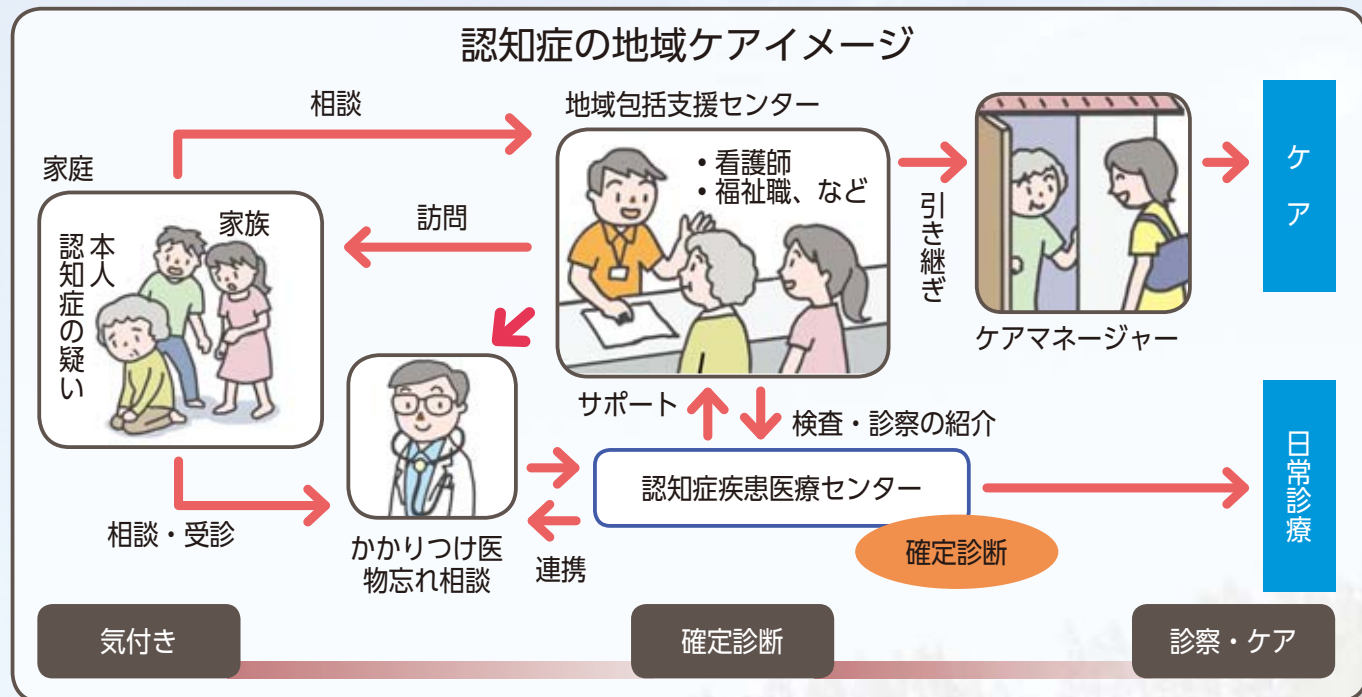 認知症の地域ケアイメージ
相談
地域包括支援センター
家庭
・看護師
・福祉職、など
ケア
引き継ぎ
訪問
家族
本人
認知症の疑い
ケアマネージャー
サポート
検査・診察の紹介
認知症疾患医療センター
日常診療
相談・受診
かかりつけ医
物忘れ相談
連携
確定診断
気付き
確定診断
診察・ケア